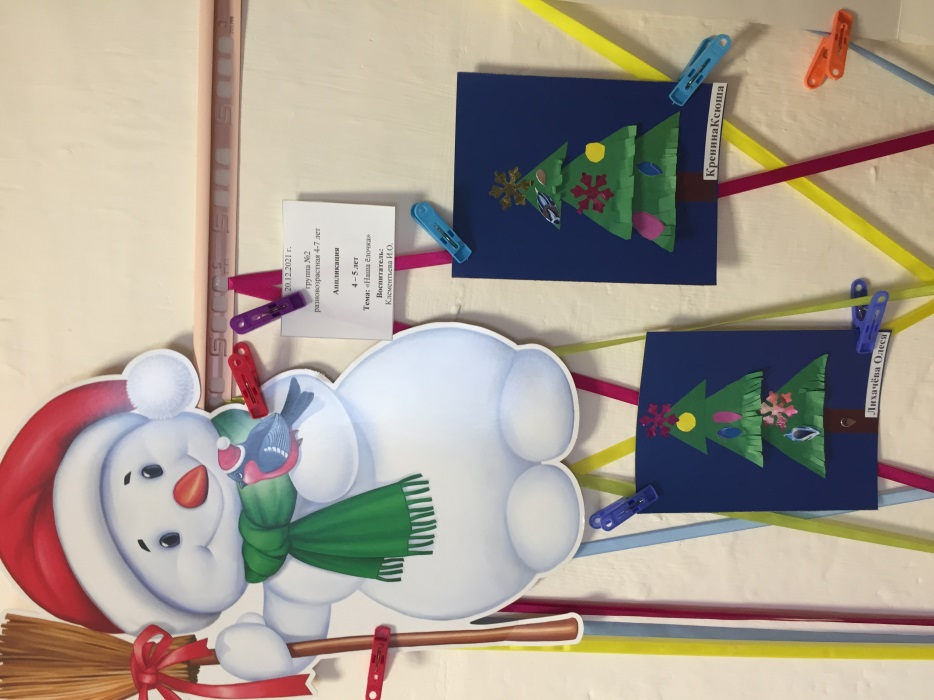 20.12.2021 г.
группа №2
разновозрастная 4-7 лет
Аппликация
4 – 5 лет
Тема: «Наша ёлочка»
Воспитатель:
Клементьева И.О.
КренинаКсюша
Лихачёва Олеся